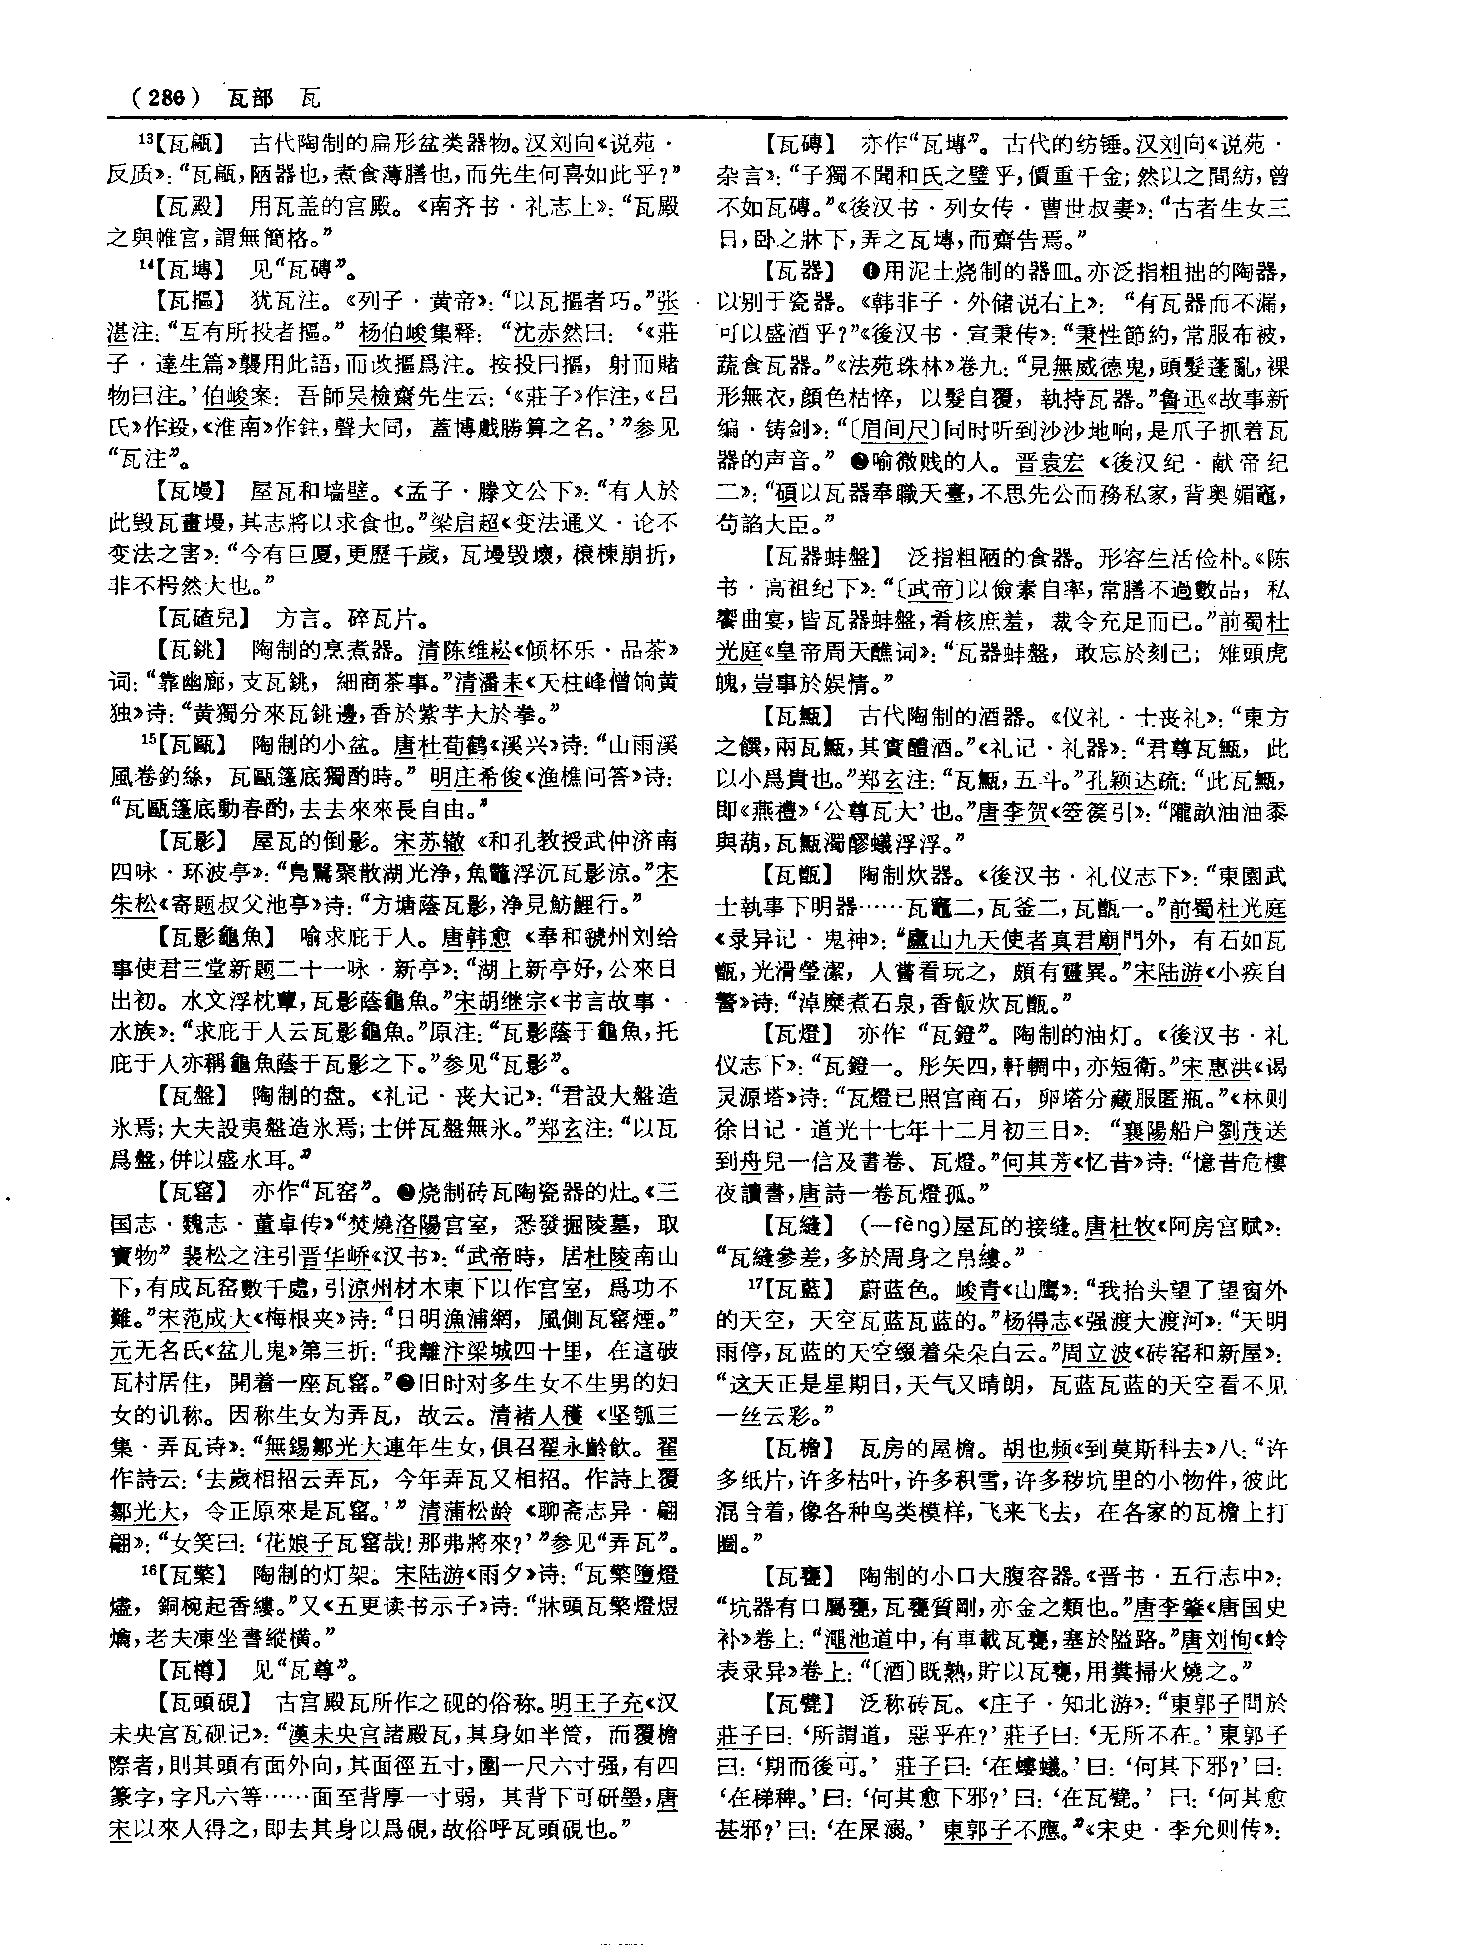 （286） 瓦部 瓦
13【瓦甂】 古代陶制的扁形盆类器物。汉刘向《说苑·
反质》：“瓦甂，陋器也，煮食薄膳也，而先生何喜如此乎？”
【瓦殿】 用瓦盖的宫殿。《南齐书·礼志上》：“瓦殿
之與帷宫，謂無簡格。”
14【瓦塼】 见“瓦磚”。
【瓦摳】 犹瓦注。《列子·黄帝》：“以瓦摳者巧。”张
湛注：“互有所投者摳。” 杨伯峻集释：“沈赤然曰：‘《莊
子·達生篇》襲用此語，而改摳爲注。按投曰摳，射而賭
物曰注。’伯峻案：吾師吴檢齋先生云：‘《莊子》作注，《吕
氏》作殶，《淮南》作鉒，聲大同，蓋博戲勝算之名。’”参见
“瓦注”。
【瓦墁】 屋瓦和墙壁。《孟子·滕文公下》：“有人於
此毁瓦畫墁，其志將以求食也。”梁启超《变法通义·论不
变法之害》：“今有巨厦，更歷千歲，瓦墁毁壞，榱棟崩折，
非不枵然大也。”
【瓦碴兒】 方言。碎瓦片。
【瓦銚】 陶制的烹煮器。清陈维崧《倾杯乐·品茶》
词：“靠幽廊，支瓦銚，細商茶事。”清潘耒《天柱峰僧饷黄
独》诗：“黄獨分來瓦銚邊，香於紫芋大於拳。”
15【瓦甌】 陶制的小盆。唐杜荀鹤《溪兴》诗：“山雨溪
風卷釣絲，瓦甌篷底獨酌時。” 明庄希俊《渔樵问答》诗：
“瓦甌篷底動春酌，去去來來長自由。”
【瓦影】 屋瓦的倒影。宋苏辙《和孔教授武仲济南
四咏·环波亭》：“鳧鷖聚散湖光净，魚鼈浮沉瓦影涼。”宋
朱松《寄题叔父池亭》诗：“方塘蔭瓦影，净見魴鯉行。”
【瓦影龜魚】 喻求庇于人。唐韩愈《奉和虢州刘给
事使君三堂新题二十一咏·新亭》：“湖上新亭好，公來日
出初。水文浮枕簟，瓦影蔭龜魚。”宋胡继宗《书言故事·
水族》：“求庇于人云瓦影龜魚。”原注：“瓦影蔭于龜魚，托
庇于人亦稱龜魚蔭于瓦影之下。”参见“瓦影”。
【瓦盤】 陶制的盘。《礼记·丧大记》：“君設大盤造
氷焉；大夫設夷盤造氷焉；士併瓦盤無氷。”郑玄注：“以瓦
爲盤，併以盛水耳。”
【瓦窰】 亦作“瓦窑”。❶烧制砖瓦陶瓷器的灶。《三
国志·魏志·董卓传》“焚燒洛陽宫室，悉發掘陵墓，取
寶物” 裴松之注引晋华峤《汉书》：“武帝時，居杜陵南山
下，有成瓦窑數千處，引涼州材木東下以作宫室，爲功不
難。”宋范成大《梅根夹》诗：“日明漁浦網，風側瓦窰煙。”
元无名氏《盆儿鬼》第三折：“我離汴梁城四十里，在這破
瓦村居住，開着一座瓦窰。”❷旧时对多生女不生男的妇
女的讥称。因称生女为弄瓦，故云。清褚人穫《坚瓠三
集·弄瓦诗》：“無錫鄒光大連年生女，俱召翟永齡飲。翟
作詩云：‘去歲相招云弄瓦，今年弄瓦又相招。作詩上覆
鄒光大，令正原來是瓦窰。’” 清蒲松龄《聊斋志异·翩
翩》：“女笑曰：‘花娘子瓦窰哉！那弗將來？’”参见“弄瓦”。
16【瓦檠】 陶制的灯架。宋陆游《雨夕》诗：“瓦檠墮燈
燼，銅椀起香縷。”又《五更读书示子》诗：“牀頭瓦檠燈煜
爚，老夫凍坐書縱横。”
【瓦樽】 见“瓦尊”。
【瓦頭硯】 古宫殿瓦所作之砚的俗称。明王子充《汉
未央宫瓦砚记》：“漢未央宫諸殿瓦，其身如半筒，而覆檐
際者，則其頭有面外向，其面徑五寸，圍一尺六寸强，有四
篆字，字凡六等……面至背厚一寸弱，其背下可研墨，唐
宋以來人得之，即去其身以爲硯，故俗呼瓦頭硯也。”
【瓦磚】 亦作“瓦塼”。古代的纺锤。汉刘向《说苑·
杂言》：“子獨不聞和氏之璧乎，價重千金；然以之間紡，曾
不如瓦磚。”《後汉书·列女传·曹世叔妻》：“古者生女三
日，卧之牀下，弄之瓦塼，而齋告焉。”
【瓦器】 ❶用泥土烧制的器皿。亦泛指粗拙的陶器，
以别于瓷器。《韩非子·外储说右上》：“有瓦器而不漏，
可以盛酒乎？”《後汉书·宣秉传》：“秉性節約，常服布被，
蔬食瓦器。”《法苑珠林》卷九：“見無威德鬼，頭髮蓬亂，裸
形無衣，顔色枯悴，以髮自覆，執持瓦器。”鲁迅《故事新
编·铸剑》：“〔眉间尺〕同时听到沙沙地响，是爪子抓着瓦
器的声音。” ❷喻微贱的人。晋袁宏《後汉纪·献帝纪
二》：“碩以瓦器奉職天臺，不思先公而務私家，背奥媚竈，
苟諂大臣。”
【瓦器蚌盤】 泛指粗陋的食器。形容生活俭朴。《陈
书·高祖纪下》：“〔武帝〕以儉素自率，常膳不過數品，私
饗曲宴，皆瓦器蚌盤，肴核庶羞，裁令充足而已。”前蜀杜
光庭《皇帝周天醮词》：“瓦器蚌盤，敢忘於刻己；雉頭虎
魄，豈事於娱情。”
【瓦甒】 古代陶制的酒器。《仪礼·士丧礼》：“東方
之饌，兩瓦甒，其實醴酒。”《礼记·礼器》：“君尊瓦甒，此
以小爲貴也。”郑玄注：“瓦甒，五斗。”孔颖达疏：“此瓦甒，
即《燕禮》‘公尊瓦大’也。”唐李贺《箜篌引》：“隴畝油油黍
與葫，瓦甒濁醪蟻浮浮。”
【瓦甑】 陶制炊器。《後汉书·礼仪志下》：“東園武
士執事下明器……瓦竈二，瓦釜二，瓦甑一。”前蜀杜光庭
《录异记·鬼神》：“廬山九天使者真君廟門外，有石如瓦
甑，光滑瑩潔，人嘗看玩之，頗有靈異。”宋陆游《小疾自
警》诗：“淖糜煮石泉，香飯炊瓦甑。”
【瓦燈】 亦作“瓦鐙”。陶制的油灯。《後汉书·礼
仪志下》：“瓦鐙一。彤矢四，軒輖中，亦短衛。”宋惠洪《谒
灵源塔》诗：“瓦燈已照宫商石，卵塔分藏服匿瓶。”《林则
徐日记·道光十七年十二月初三日》：“襄陽船户劉茂送
到舟兒一信及書卷、瓦燈。”何其芳《忆昔》诗：“憶昔危樓
夜讀書，唐詩一卷瓦燈孤。”
【瓦縫】 （—fèng）屋瓦的接缝。唐杜牧《阿房宫赋》：
“瓦縫參差，多於周身之帛縷。”
17【瓦藍】 蔚蓝色。峻青《山鹰》：“我抬头望了望窗外
的天空，天空瓦蓝瓦蓝的。”杨得志《强渡大渡河》：“天明
雨停，瓦蓝的天空缀着朵朵白云。”周立波《砖窑和新屋》：
“这天正是星期日，天气又晴朗，瓦蓝瓦蓝的天空看不见
一丝云彩。”
【瓦檐】 瓦房的屋檐。胡也频《到莫斯科去》八：“许
多纸片，许多枯叶，许多积雪，许多秽坑里的小物件，彼此
混合着，像各种鸟类模样，飞来飞去，在各家的瓦檐上打
圈。”
【瓦甕】 陶制的小口大腹容器。《晋书·五行志中》：
“坑器有口屬甕，瓦甕質剛，亦金之類也。”唐李肇《唐国史
补》卷上：“澠池道中，有車載瓦甕，塞於隘路。”唐刘恂《岭
表录异》卷上：“〔酒〕既熟，貯以瓦甕，用糞掃火燒之。”
【瓦甓】 泛称砖瓦。《庄子·知北游》：“東郭子問於
莊子曰：‘所謂道，惡乎在？’莊子曰：‘无所不在。’東郭子
曰：‘期而後可。’ 莊子曰：‘在螻蟻。’曰：‘何其下邪？’曰：
‘在梯稗。’曰：‘何其愈下邪？’曰：‘在瓦甓。’ 曰：‘何其愈
甚邪？’曰：‘在屎溺。’ 東郭子不應。”《宋史·李允则传》：